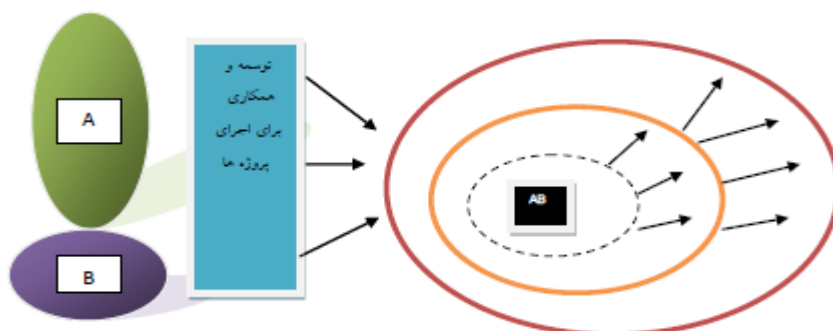 A
B
توسعه و
همکاری
برای اجرای
پروژه ها
AB